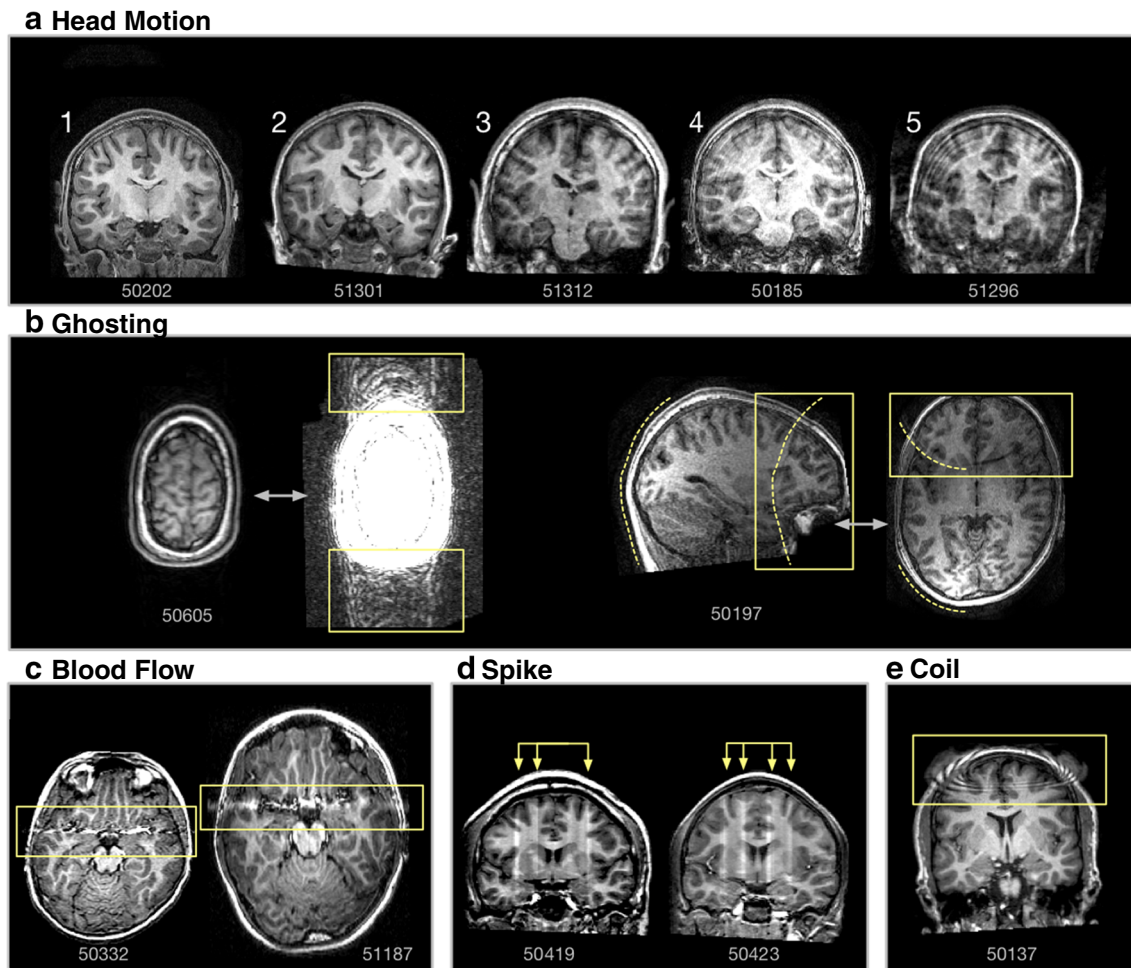 a Head Motion
1 2 3 4 5
50202 51301 51312 50185 51296
b Ghosting
50605 50197
c Blood Flow
50332 51187
d Spike
50419 50423
e Coil
50137